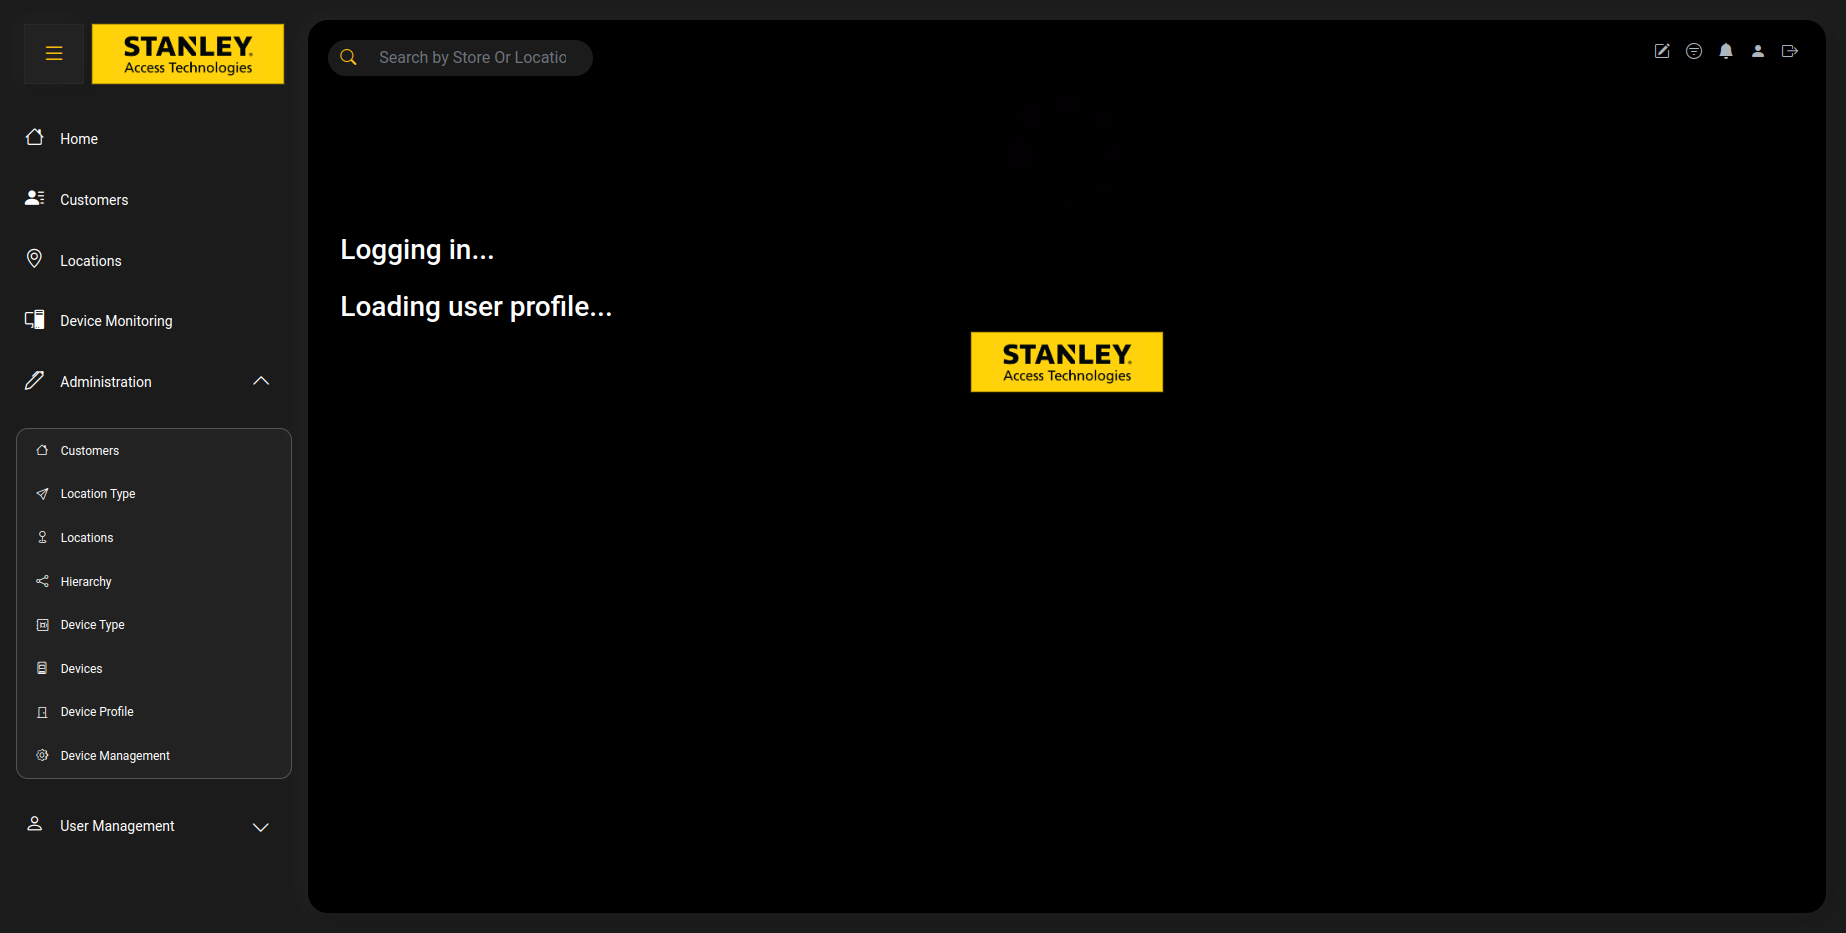 STANLEY
Access Technologies
Search by Store Or Locatio
Home
Customers
Locations
Device Monitoring
Administration
Customers
Location Type
Locations
Hierarchy
Device Type
Devices
Device Profile
Device Management
User Management
Logging in...
Loading user profile...
STANLEY
Access Technologies